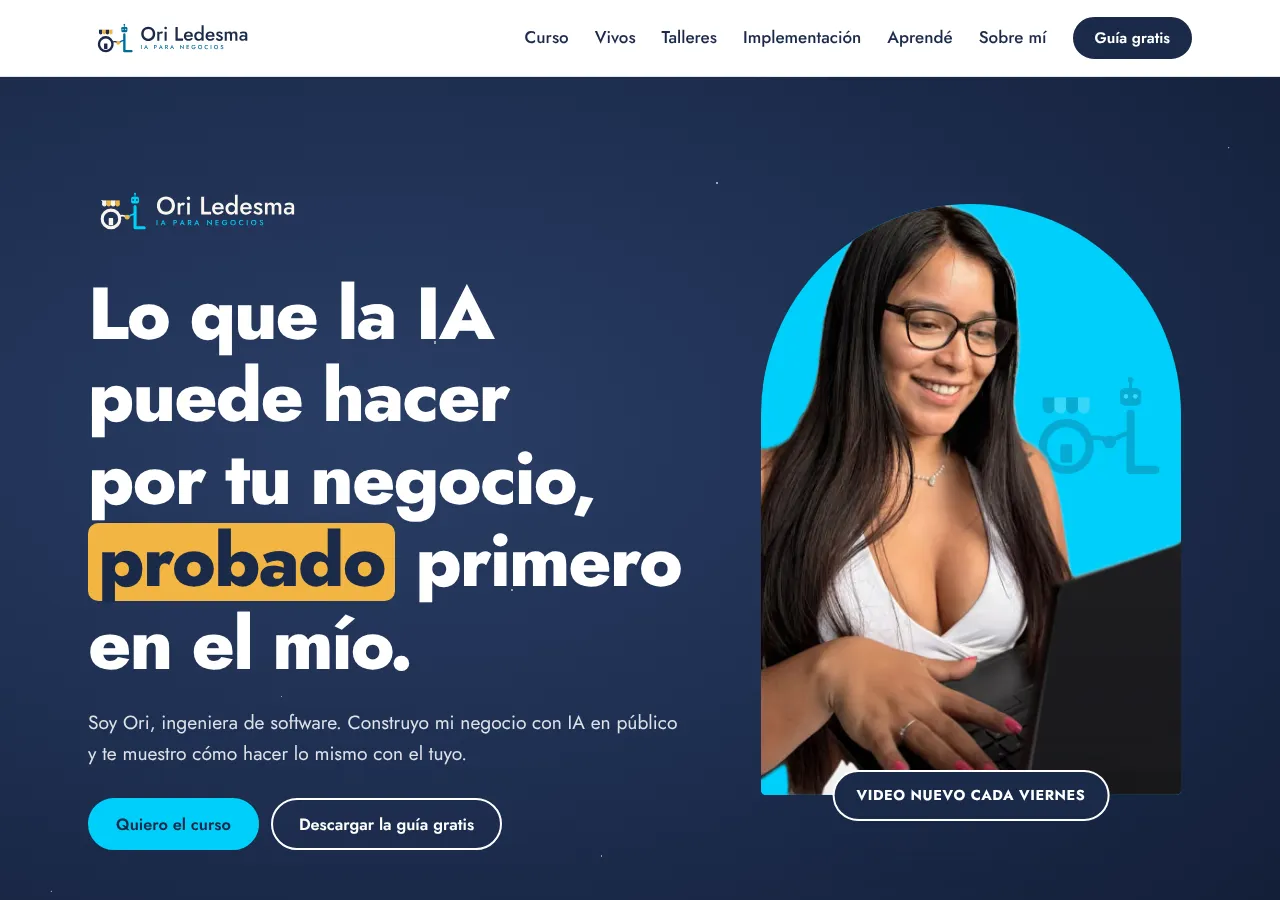 Ori Ledesma
IA PARA NEGOCIOS
Curso
Vivos
Talleres
Implementación
Aprendé
Sobre mí
Guía gratis
Ori Ledesma
IA PARA NEGOCIOS
Lo que la IA
puede hacer
por tu negocio,
probado primero
en el mío.
Soy Ori, ingeniera de software. Construyo mi negocio con IA en público
y te muestro cómo hacer lo mismo con el tuyo.
Quiero el curso
Descargar la guía gratis
VIDEO NUEVO CADA VIERNES